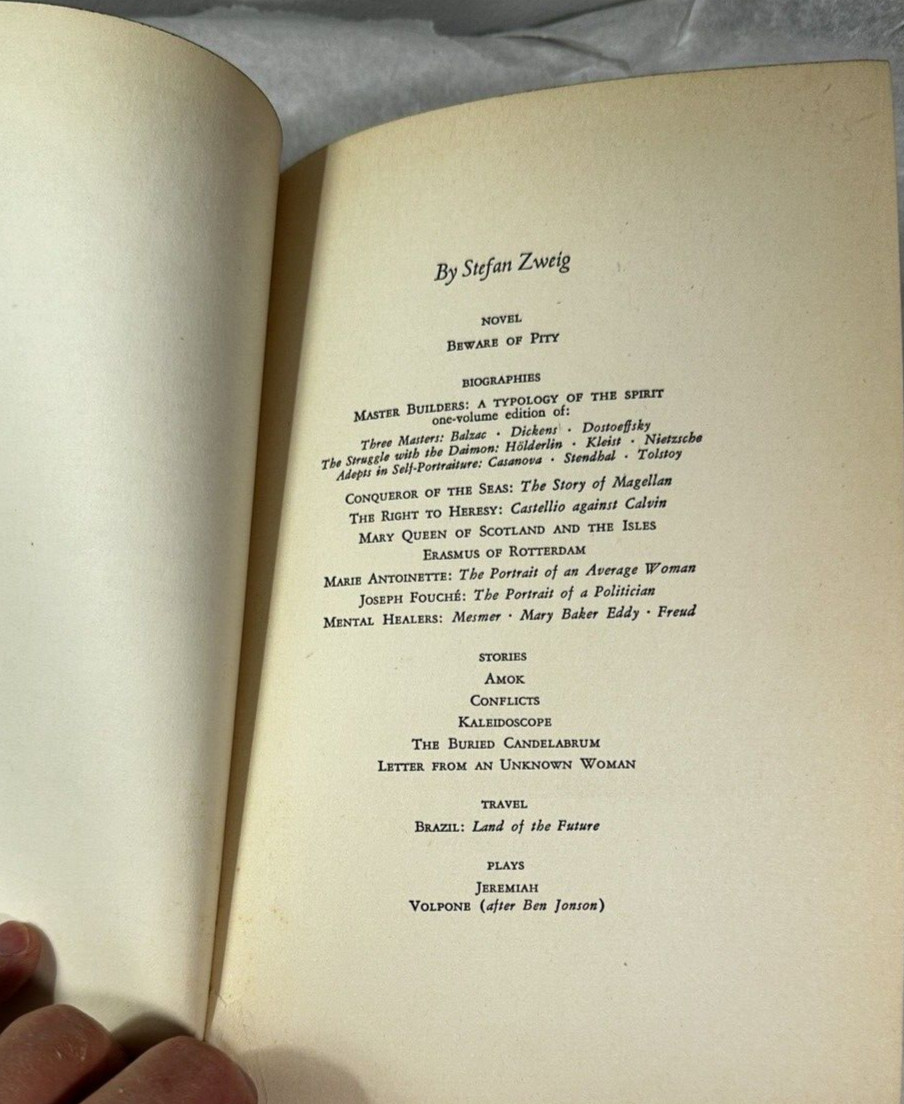 By Stefan Zweig
NOVEL
BEWARE OF PITY
BIOGRAPHIES
MASTER BUILDERS: A TYPOLOGY OF THE SPIRIT
one-volume edition of:
Three Masters: Balzac · Dickens · Dostoeffsky
The Struggle with the Daimon: Hölderlin · Kleist · Nietzsche
Adepts in Self-Portraiture: Casanova · Stendhal · Tolstoy
CONQUEROR OF THE SEAS: The Story of Magellan
THE RIGHT TO HERESY: Castellio against Calvin
MARY QUEEN OF SCOTLAND AND THE ISLES
ERASMUS OF ROTTERDAM
MARIE ANTOINETTE: The Portrait of an Average Woman
JOSEPH FOUCHÉ: The Portrait of a Politician
MENTAL HEALERS: Mesmer · Mary Baker Eddy · Freud
STORIES
AMOK
CONFLICTS
KALEIDOSCOPE
THE BURIED CANDELABRUM
LETTER FROM AN UNKNOWN WOMAN
TRAVEL
BRAZIL: Land of the Future
PLAYS
JEREMIAH
VOLPONE (after Ben Jonson)